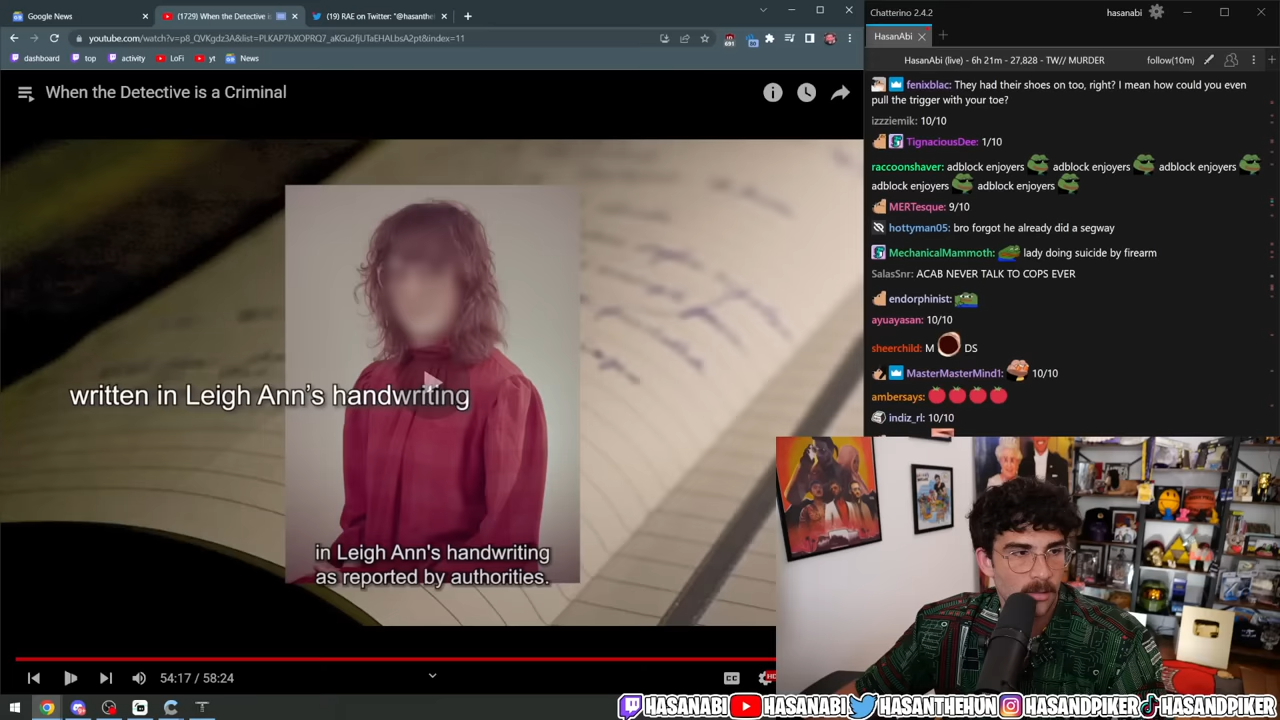 Google News
(1729) When the Detective is
(19) RAE on Twitter: "@hasanthe
youtube.com/watch?v=p8_QVKgdz3A&list=PLKAP7bXOPRQ7_aKGu2fjUTaEHALbsA2pt&index=11
dashboard top activity LoFi yt News
When the Detective is a Criminal
written in Leigh Ann's handwriting
in Leigh Ann's handwriting
as reported by authorities.
54:17 / 58:24
CC
HD
Chatterino 2.4.2
hasanabi
HasanAbi
HasanAbi (live) - 6h 21m - 27,828 - TW// MURDER
follow(10m)
fenixblac: They had their shoes on too, right? I mean how could you even
pull the trigger with your toe?
izzziemik: 10/10
TignaciousDee: 1/10
raccoonshaver: adblock enjoyers adblock enjoyers adblock enjoyers
adblock enjoyers adblock enjoyers
MERTesque: 9/10
hottyman05: bro forgot he already did a segway
MechanicalMammoth: lady doing suicide by firearm
SalasSnr: ACAB NEVER TALK TO COPS EVER
endorphinist:
ayuayasan: 10/10
sheerchild: M DS
MasterMasterMind1: 10/10
ambersays:
indiz_rl: 10/10
HASANABI HASANABI HASANTHEHUN HASANDPIKER HASANDPIKER